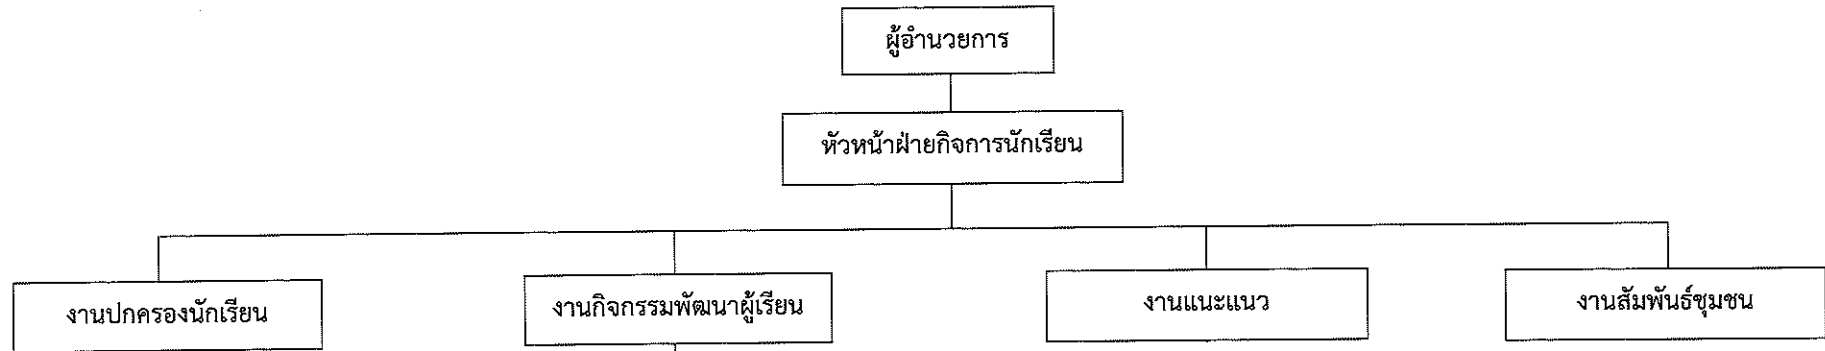 ผู้อำนวยการ
หัวหน้าฝ่ายกิจการนักเรียน
งานปกครองนักเรียน
งานกิจกรรมพัฒนาผู้เรียน
งานแนะแนว
งานสัมพันธ์ชุมชน